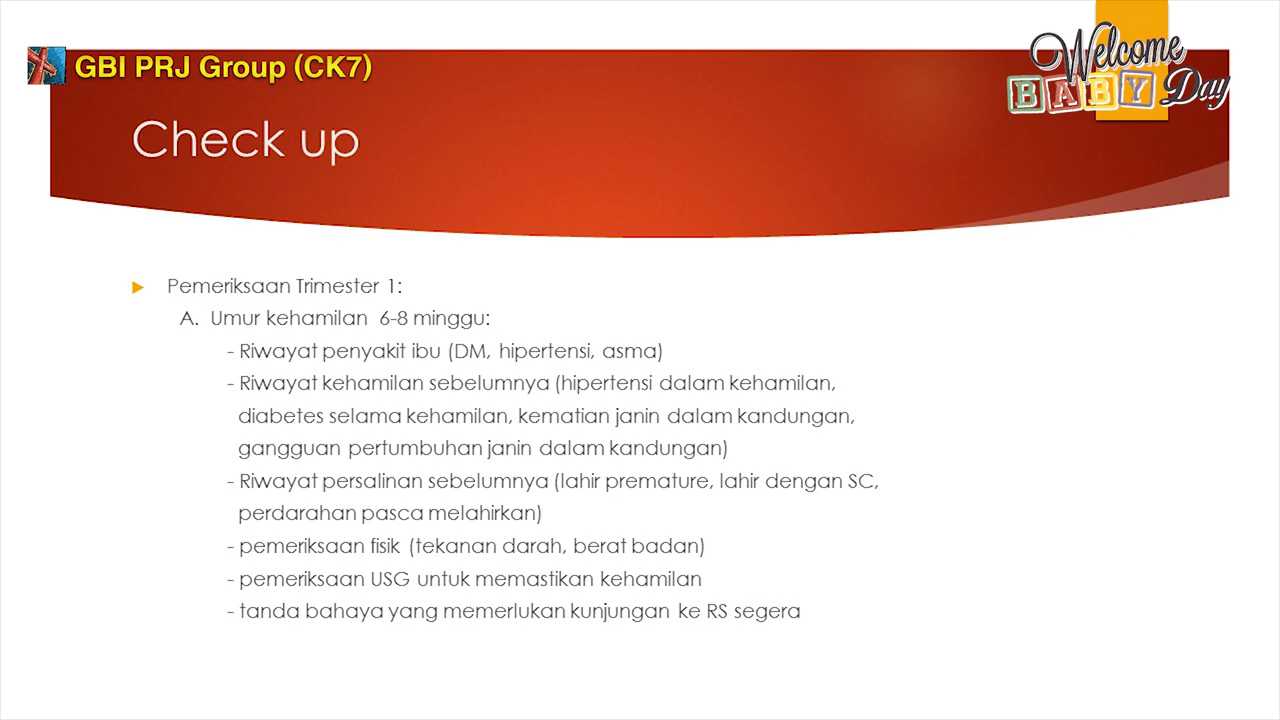 GBI PRJ Group (CK7)
Welcome
BABY Day
Check up
Pemeriksaan Trimester 1:
A. Umur kehamilan 6-8 minggu:
- Riwayat penyakit ibu (DM, hipertensi, asma)
- Riwayat kehamilan sebelumnya (hipertensi dalam kehamilan,
diabetes selama kehamilan, kematian janin dalam kandungan,
gangguan pertumbuhan janin dalam kandungan)
- Riwayat persalinan sebelumnya (lahir premature, lahir dengan SC,
perdarahan pasca melahirkan)
- pemeriksaan fisik (tekanan darah, berat badan)
- pemeriksaan USG untuk memastikan kehamilan
- tanda bahaya yang memerlukan kunjungan ke RS segera